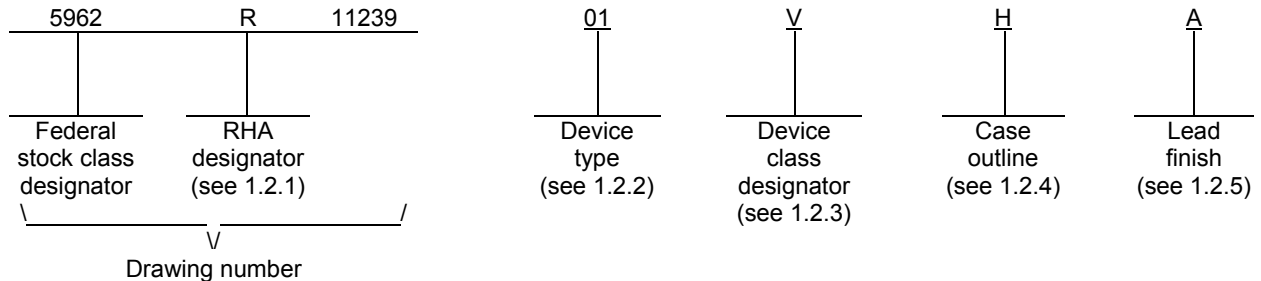 5962 R 11239 01 V H A
Federal stock class designator
RHA designator (see 1.2.1)
Device type (see 1.2.2)
Device class designator (see 1.2.3)
Case outline (see 1.2.4)
Lead finish (see 1.2.5)
Drawing number